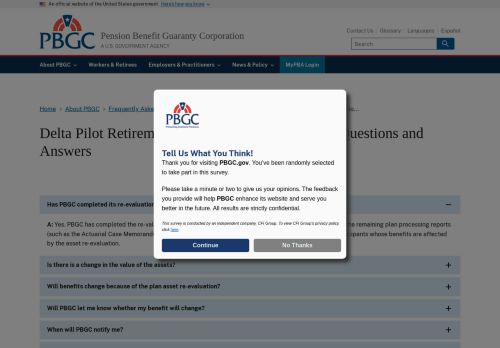 An official website of the United States government Here's how you know
PBGC
Pension Benefit Guaranty Corporation
A U.S. GOVERNMENT AGENCY
Contact Us Glossary Languages Español
Search
About PBGC Workers & Retirees Employers & Practitioners News & Policy MyPBA Login
Home > About PBGC > Frequently Aske
Delta Pilot Retirem uestions and
Answers
Has PBGC completed its re-evaluation
A: Yes. PBGC has completed the re-val e remaining plan processing reports
(such as the Actuarial Case Memorand cipants whose benefits are affected
by the asset re-evaluation.
Is there a change in the value of the assets?
Will benefits change because of the plan asset re-evaluation?
Will PBGC let me know whether my benefit will change?
When will PBGC notify me?
PBGC
Protecting America's Pensions
Tell Us What You Think!
Thank you for visiting PBGC.gov. You've been randomly selected
to take part in this survey.
Please take a minute or two to give us your opinions. The feedback
you provide will help PBGC enhance its website and serve you
better in the future. All results are strictly confidential.
This survey is conducted by an independent company, CFI Group. To view CFI Group's privacy policy
click here.
Continue No Thanks